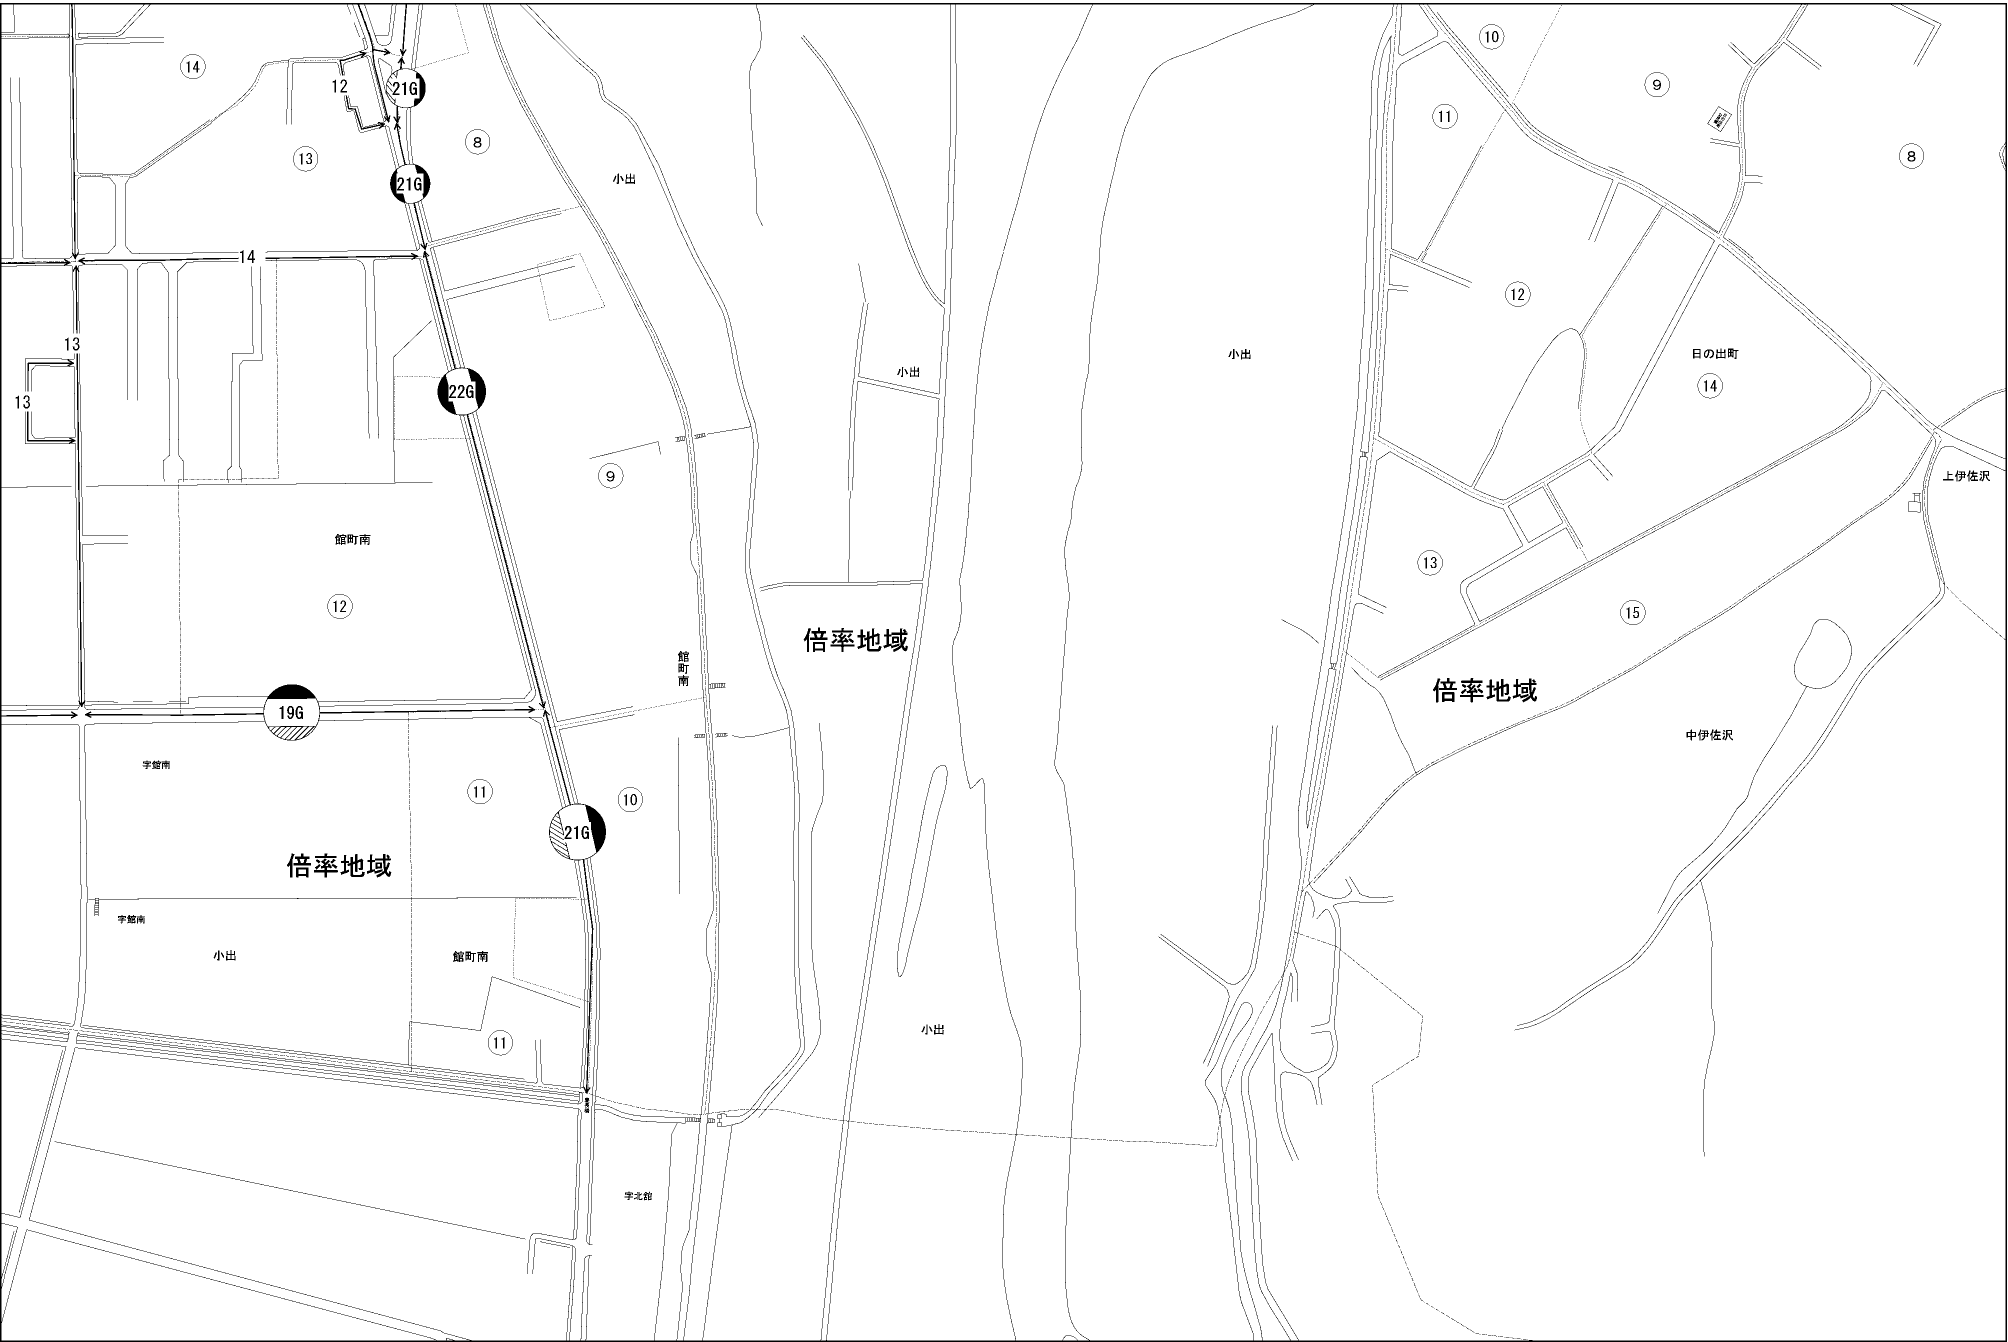 ⑩
⑭
⑨
12
21G
⑪
⑧
⑬
⑧
小出
21G
14
⑫
13
小出
日の出町
小出
⑭
22G
13
⑨
上伊佐沢
館町南
⑬
⑫
⑮
倍率地域
館町南
倍率地域
19G
中伊佐沢
字館南
⑪
⑩
21G
倍率地域
字館南
小出
館町南
小出
⑪
字北舘